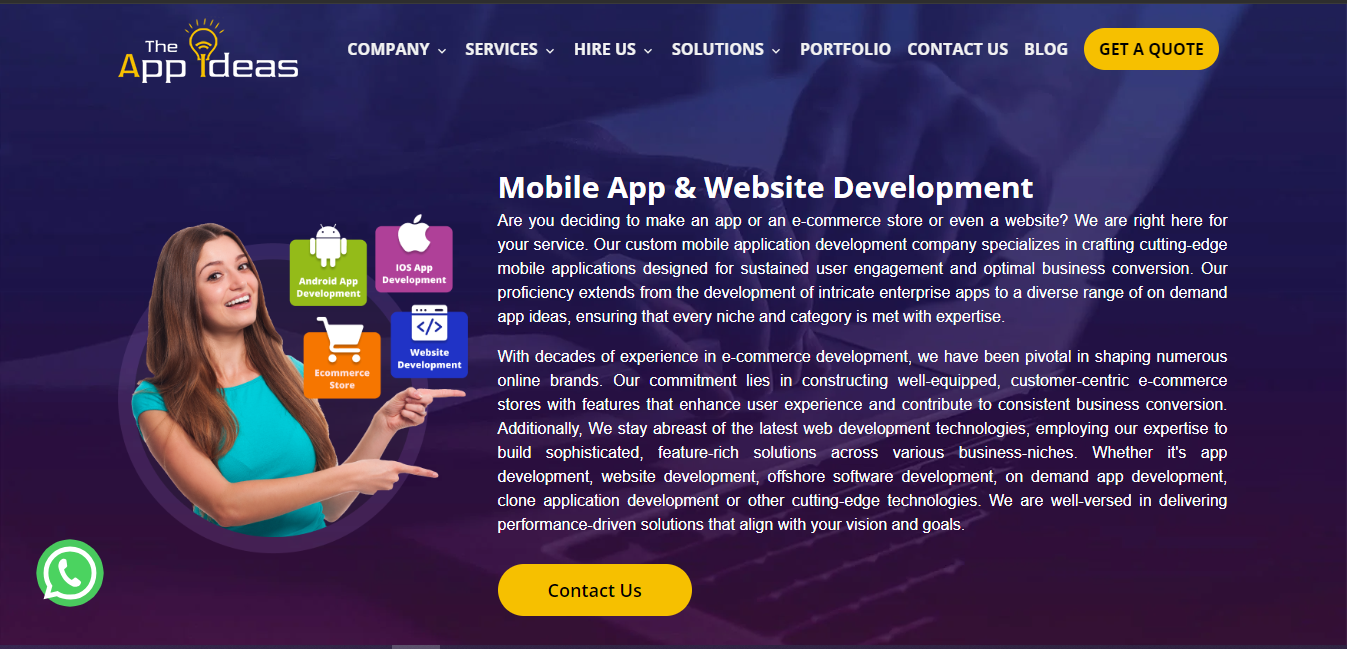 The
App Ideas
COMPANY
SERVICES
HIRE US
SOLUTIONS
PORTFOLIO
CONTACT US
BLOG
GET A QUOTE
Android App
Development
IOS App
Development
Ecommerce
Store
</>
Website
Development
Mobile App & Website Development
Are you deciding to make an app or an e-commerce store or even a website? We are right here for
your service. Our custom mobile application development company specializes in crafting cutting-edge
mobile applications designed for sustained user engagement and optimal business conversion. Our
proficiency extends from the development of intricate enterprise apps to a diverse range of on demand
app ideas, ensuring that every niche and category is met with expertise.
With decades of experience in e-commerce development, we have been pivotal in shaping numerous
online brands. Our commitment lies in constructing well-equipped, customer-centric e-commerce
stores with features that enhance user experience and contribute to consistent business conversion.
Additionally, We stay abreast of the latest web development technologies, employing our expertise to
build sophisticated, feature-rich solutions across various business-niches. Whether it's app
development, website development, offshore software development, on demand app development,
clone application development or other cutting-edge technologies. We are well-versed in delivering
performance-driven solutions that align with your vision and goals.
Contact Us